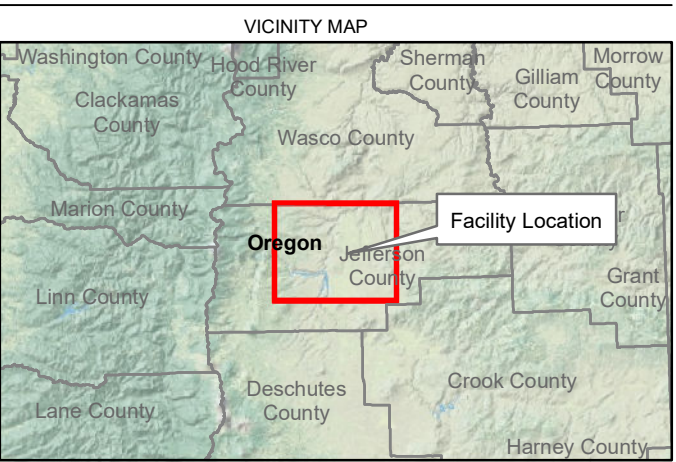 VICINITY MAP
Washington County
Hood River
County
Sherman
County
Gilliam
County
Morrow
County
Clackamas
County
Wasco County
Marion County
Facility Location
Oregon
Jefferson
County
Grant
County
Linn County
Deschutes
County
Crook County
Lane County
Harney County